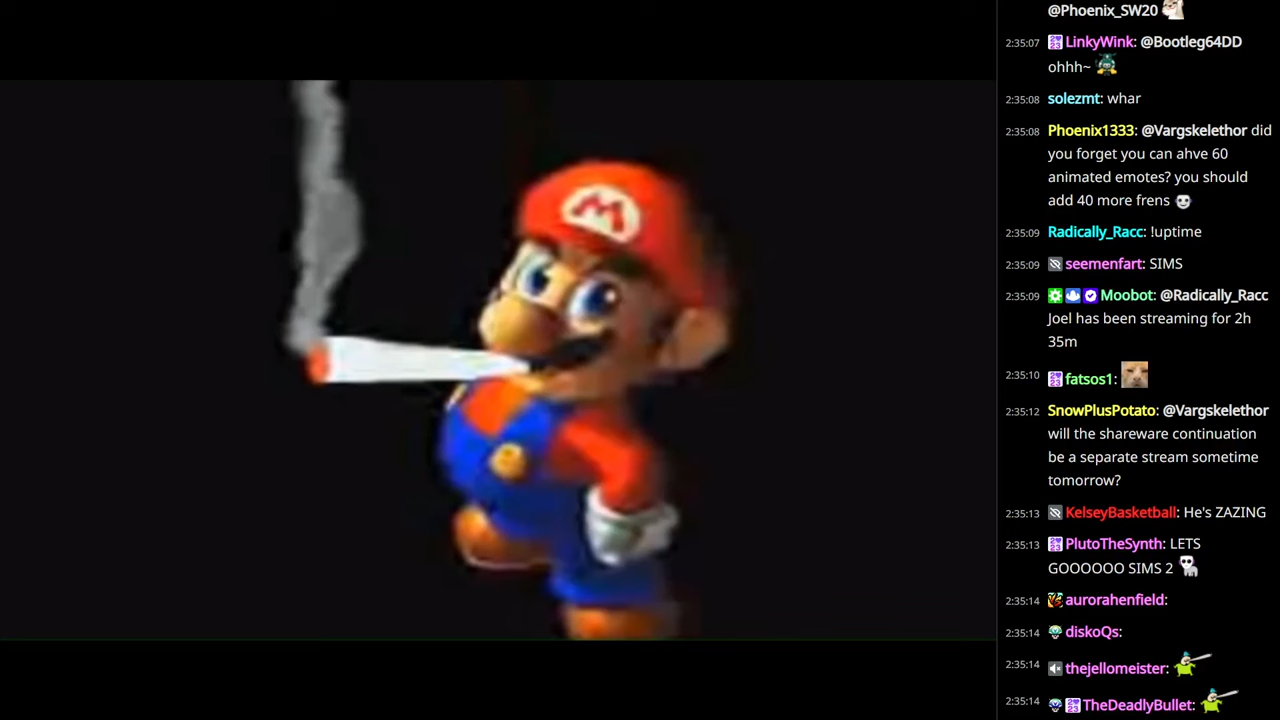 M
@Phoenix_SW20
2:35:07 LinkyWink: @Bootleg64DD
ohhh~
2:35:08 solezmt: whar
2:35:08 Phoenix1333: @Vargskelethor did
you forget you can ahve 60
animated emotes? you should
add 40 more frens
2:35:09 Radically_Racc: !uptime
2:35:09 seemenfart: SIMS
2:35:09 Moobot: @Radically_Racc
Joel has been streaming for 2h
35m
2:35:10 fatsos1:
2:35:12 SnowPlusPotato: @Vargskelethor
will the shareware continuation
be a separate stream sometime
tomorrow?
2:35:13 KelseyBasketball: He's ZAZING
2:35:13 PlutoTheSynth: LETS
GOOOOOO SIMS 2
2:35:14 aurorahenfield:
2:35:14 diskoQs:
2:35:14 thejellomeister:
2:35:14 TheDeadlyBullet: